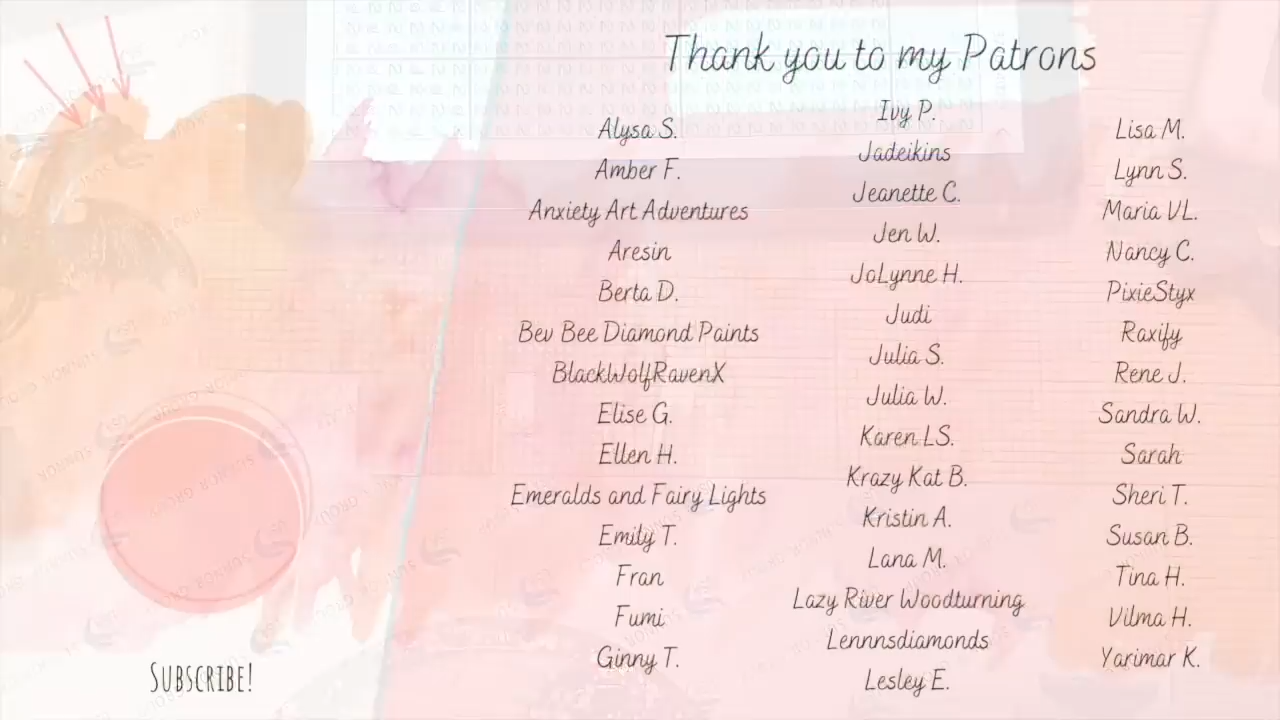 Thank you to my Patrons
Alysa S.
Amber F.
Anxiety Art Adventures
Aresin
Berta D.
Bev Bee Diamond Paints
BlackWolfRavenX
Elise G.
Ellen H.
Emeralds and Fairy Lights
Emily T.
Fran
Fumi
Ginny T.
Ivy P.
Jadeikins
Jeanette C.
Jen W.
JoLynne H.
Judi
Julia S.
Julia W.
Karen LS.
Krazy Kat B.
Kristin A.
Lana M.
Lazy River Woodturning
Lennnsdiamonds
Lesley E.
Lisa M.
Lynn S.
Maria VL.
Nancy C.
PixieStyx
Raxify
Rene J.
Sandra W.
Sarah
Sheri T.
Susan B.
Tina H.
Vilma H.
Yarimar K.
SUBSCRIBE!